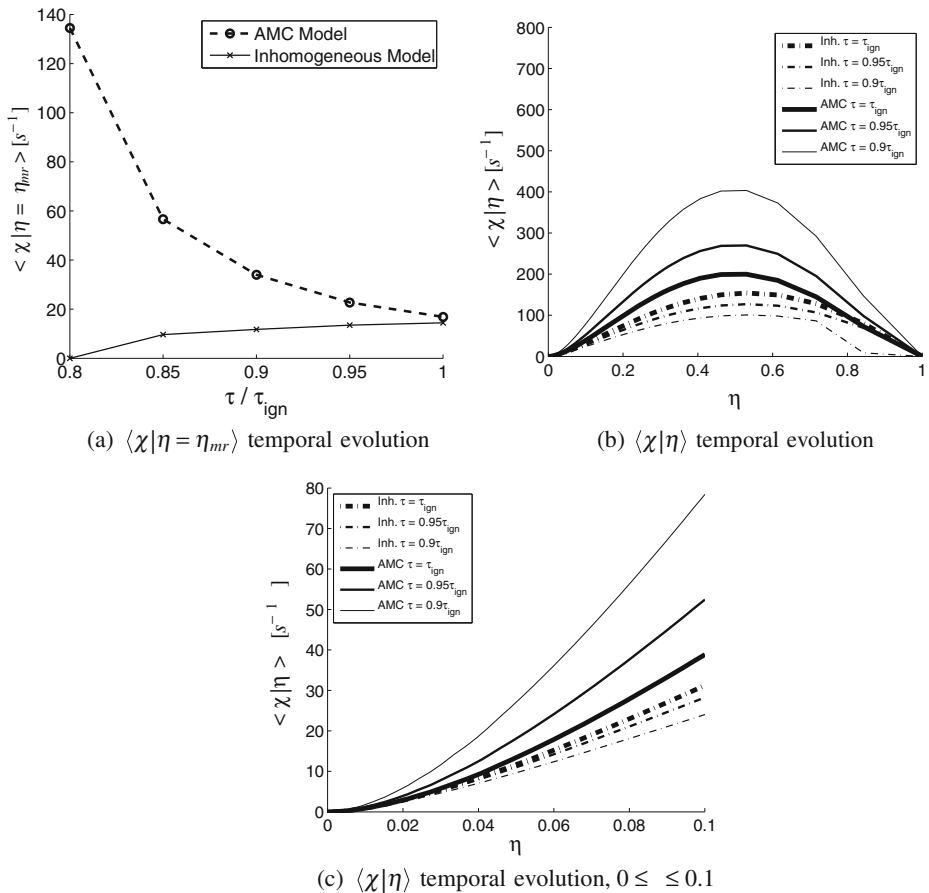 140
120
100
80
60
40
20
0
< χ|η = η_mr > [s⁻¹]
AMC Model
Inhomogeneous Model
0.8
0.85
0.9
0.95
1
τ / τ_ign
(a) ⟨χ|η = η_mr⟩ temporal evolution
800
700
600
500
400
300
200
100
0
< χ|η > [s⁻¹]
Inh. τ = τ_ign
Inh. τ = 0.95τ_ign
Inh. τ = 0.9τ_ign
AMC τ = τ_ign
AMC τ = 0.95τ_ign
AMC τ = 0.9τ_ign
0
0.2
0.4
0.6
0.8
1
η
(b) ⟨χ|η⟩ temporal evolution
80
70
60
50
40
30
20
10
0
< χ|η > [s⁻¹ ]
Inh. τ = τ_ign
Inh. τ = 0.95τ_ign
Inh. τ = 0.9τ_ign
AMC τ = τ_ign
AMC τ = 0.95τ_ign
AMC τ = 0.9τ_ign
0
0.02
0.04
0.06
0.08
0.1
η
(c) ⟨χ|η⟩ temporal evolution, 0 ≤ ≤ 0.1